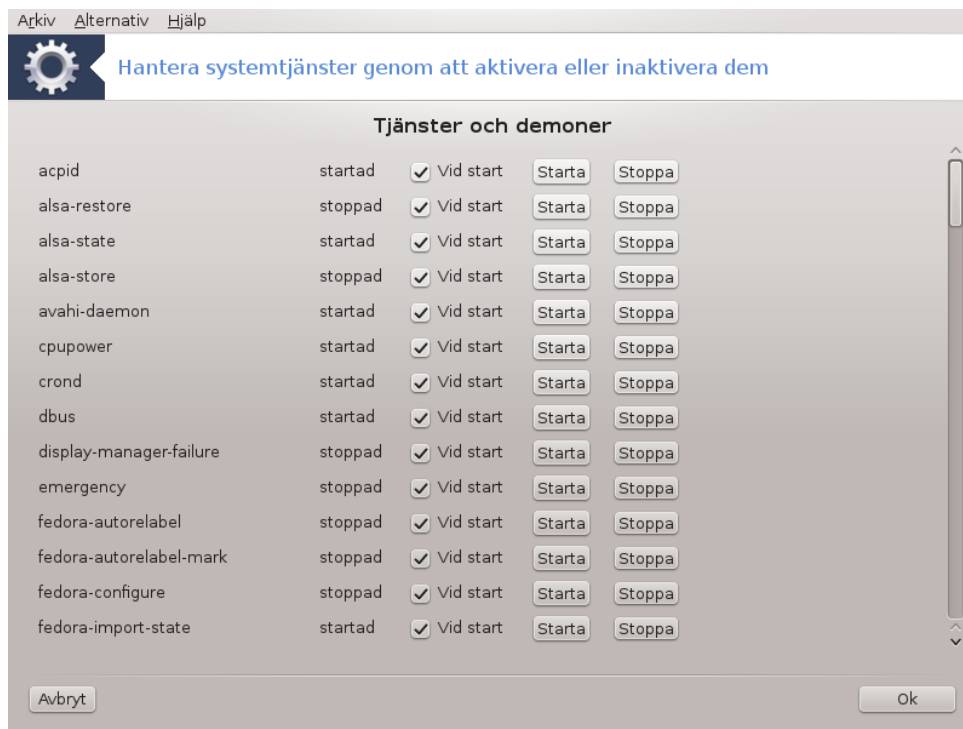 Arkiv Alternativ Hjälp
Hantera systemtjänster genom att aktivera eller inaktivera dem
Tjänster och demoner
acpid startad Vid start Starta Stoppa
alsa-restore stoppad Vid start Starta Stoppa
alsa-state startad Vid start Starta Stoppa
alsa-store stoppad Vid start Starta Stoppa
avahi-daemon startad Vid start Starta Stoppa
cpupower startad Vid start Starta Stoppa
crond startad Vid start Starta Stoppa
dbus startad Vid start Starta Stoppa
display-manager-failure stoppad Vid start Starta Stoppa
emergency stoppad Vid start Starta Stoppa
fedora-autorelabel stoppad Vid start Starta Stoppa
fedora-autorelabel-mark stoppad Vid start Starta Stoppa
fedora-configure stoppad Vid start Starta Stoppa
fedora-import-state startad Vid start Starta Stoppa
Avbryt Ok